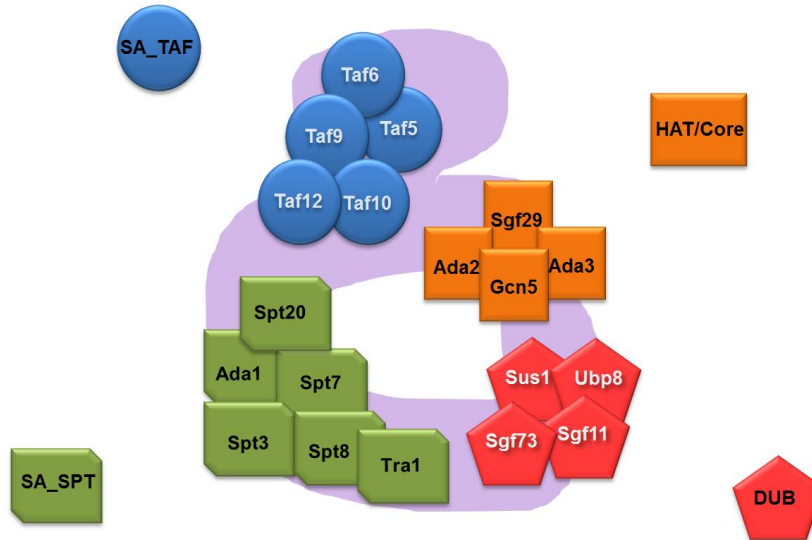 SA_TAF
Taf6
Taf9
Taf5
Taf12
Taf10
HAT/Core
Sgf29
Ada2
Ada3
Gcn5
Spt20
Ada1
Spt7
Spt3
Spt8
Tra1
Sus1
Ubp8
Sgf73
Sgf11
SA_SPT
DUB